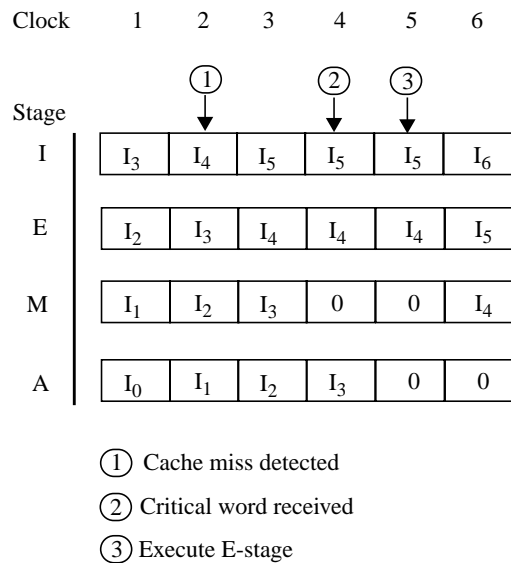 Clock 1 2 3 4 5 6
1 2 3
Stage
I I3 I4 I5 I5 I5 I6
E I2 I3 I4 I4 I4 I5
M I1 I2 I3 0 0 I4
A I0 I1 I2 I3 0 0
1 Cache miss detected
2 Critical word received
3 Execute E-stage